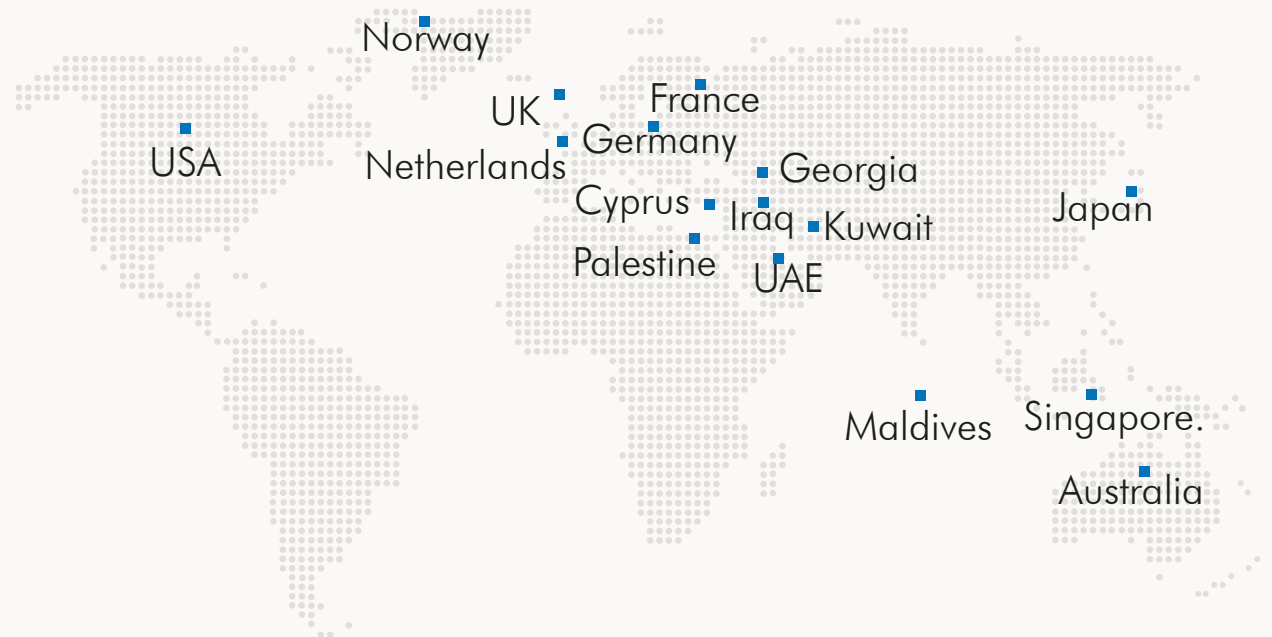 Norway
France
UK
Germany
USA
Netherlands
Georgia
Cyprus
Iraq
Kuwait
Japan
Palestine
UAE
Maldives
Singapore.
Australia